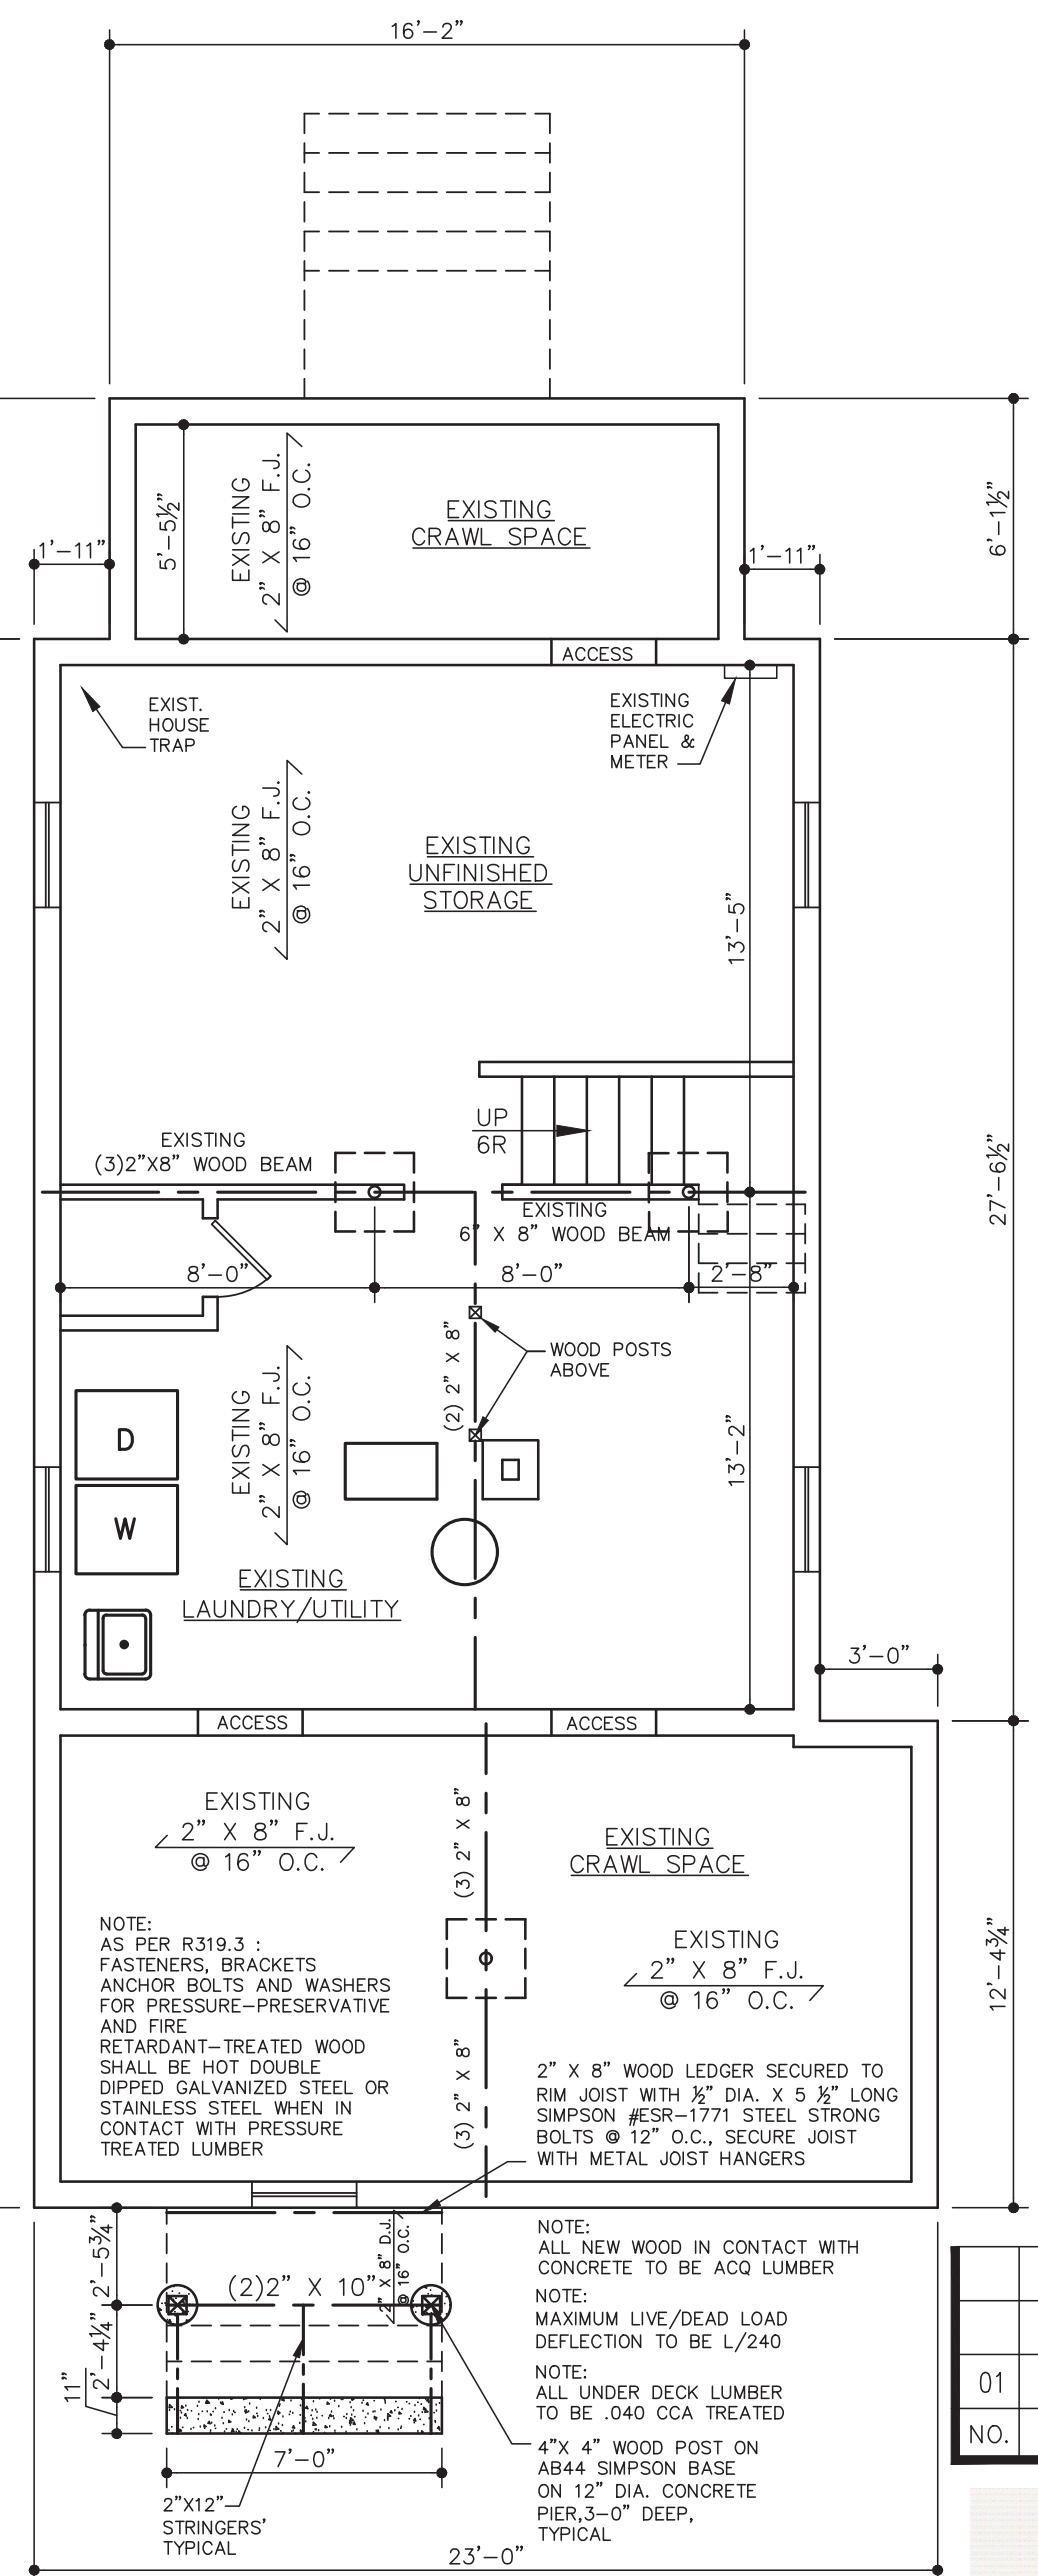 16'-2"
EXISTING
2" X 8" F.J.
@ 16" O.C.
5'-5½"
EXISTING
CRAWL SPACE
6'-1½"
1'-11"
1'-11"
ACCESS
EXIST.
HOUSE
TRAP
EXISTING
ELECTRIC
PANEL &
METER
EXISTING
2" X 8" F.J.
@ 16" O.C.
EXISTING
UNFINISHED
STORAGE
13'-5"
UP
6R
EXISTING
(3)2"X8" WOOD BEAM
27'-6½"
EXISTING
6" X 8" WOOD BEAM
8'-0"
8'-0"
2'-8"
WOOD POSTS
ABOVE
(2) 2" X 8"
D
W
EXISTING
2" X 8" F.J.
@ 16" O.C.
13'-2"
EXISTING
LAUNDRY/UTILITY
3'-0"
ACCESS
ACCESS
EXISTING
2" X 8" F.J.
@ 16" O.C.
(3) 2" X 8"
EXISTING
CRAWL SPACE
EXISTING
2" X 8" F.J.
@ 16" O.C.
12'-4¾"
NOTE:
AS PER R319.3 :
FASTENERS, BRACKETS
ANCHOR BOLTS AND WASHERS
FOR PRESSURE-PRESERVATIVE
AND FIRE
RETARDANT-TREATED WOOD
SHALL BE HOT DOUBLE
DIPPED GALVANIZED STEEL OR
STAINLESS STEEL WHEN IN
CONTACT WITH PRESSURE
TREATED LUMBER
(3) 2" X 8"
2" X 8" WOOD LEDGER SECURED TO
RIM JOIST WITH ½" DIA. X 5 ½" LONG
SIMPSON #ESR-1771 STEEL STRONG
BOLTS @ 12" O.C., SECURE JOIST
WITH METAL JOIST HANGERS
2'-5¾"
2" X 8" D.J.
@ 16" O.C.
(2)2" X 10"
2'-4¼"
11"
7'-0"
NOTE:
ALL NEW WOOD IN CONTACT WITH
CONCRETE TO BE ACQ LUMBER
NOTE:
MAXIMUM LIVE/DEAD LOAD
DEFLECTION TO BE L/240
NOTE:
ALL UNDER DECK LUMBER
TO BE .040 CCA TREATED
4"X 4" WOOD POST ON
AB44 SIMPSON BASE
ON 12" DIA. CONCRETE
PIER,3-0" DEEP,
TYPICAL
2"X12"
STRINGERS'
TYPICAL
23'-0"
01
NO.